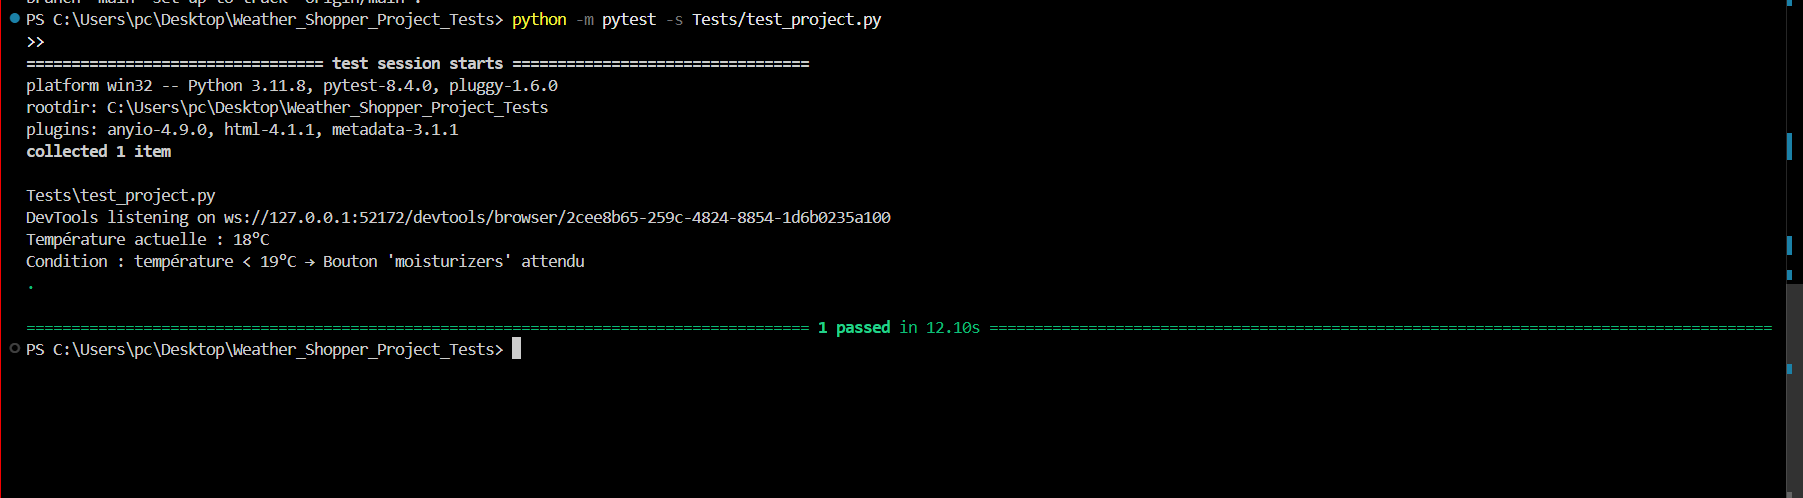 PS C:\Users\pc\Desktop\Weather_Shopper_Project_Tests> python -m pytest -s Tests/test_project.py
>>
================================= test session starts =================================
platform win32 -- Python 3.11.8, pytest-8.4.0, pluggy-1.6.0
rootdir: C:\Users\pc\Desktop\Weather_Shopper_Project_Tests
plugins: anyio-4.9.0, html-4.1.1, metadata-3.1.1
collected 1 item
Tests\test_project.py
DevTools listening on ws://127.0.0.1:52172/devtools/browser/2cee8b65-259c-4824-8854-1d6b0235a100
Température actuelle : 18°C
Condition : température < 19°C → Bouton 'moisturizers' attendu
.
======================================================================================= 1 passed in 12.10s =======================================================================================
PS C:\Users\pc\Desktop\Weather_Shopper_Project_Tests>